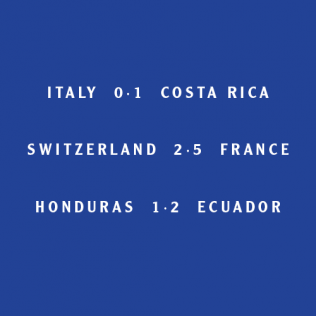 ITALY 0·1 COSTA RICA
SWITZERLAND 2·5 FRANCE
HONDURAS 1·2 ECUADOR